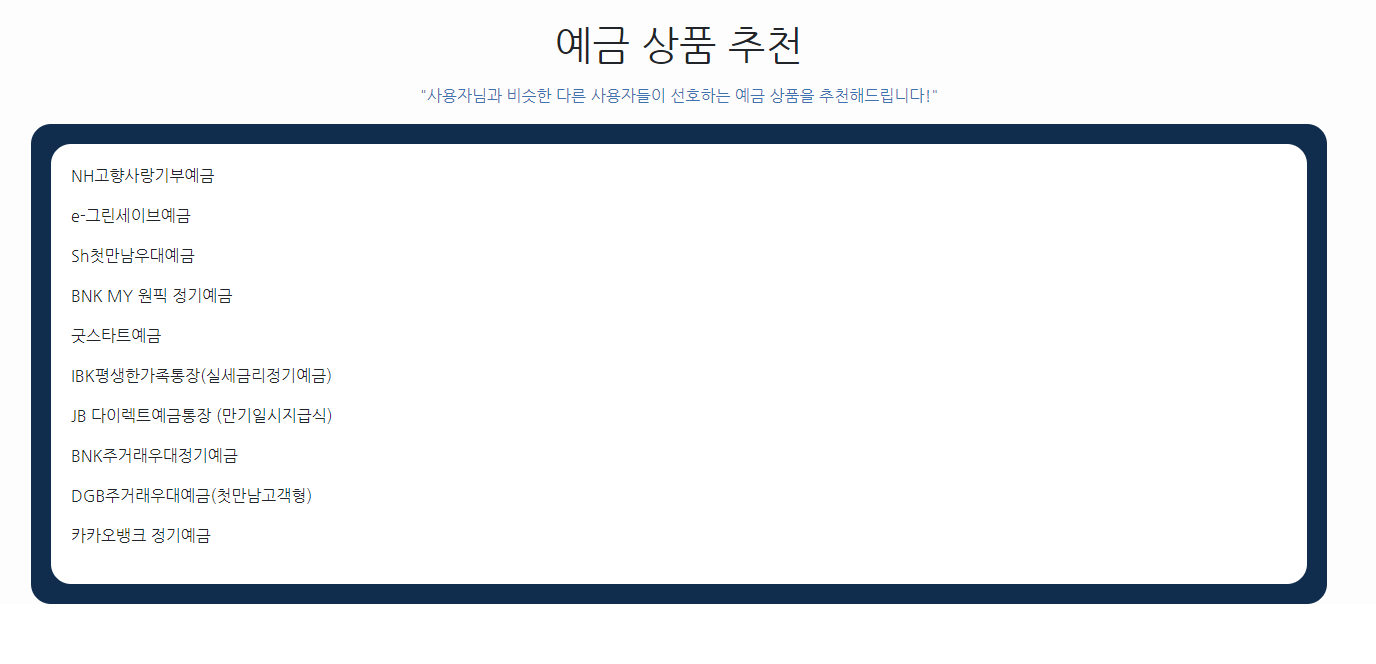 예금 상품 추천
"사용자님과 비슷한 다른 사용자들이 선호하는 예금 상품을 추천해드립니다!"
NH고향사랑기부예금
e-그린세이브예금
Sh첫만남우대예금
BNK MY 원픽 정기예금
굿스타트예금
IBK평생한가족통장(실세금리정기예금)
JB 다이렉트예금통장 (만기일시지급식)
BNK주거래우대정기예금
DGB주거래우대예금(첫만남고객형)
카카오뱅크 정기예금